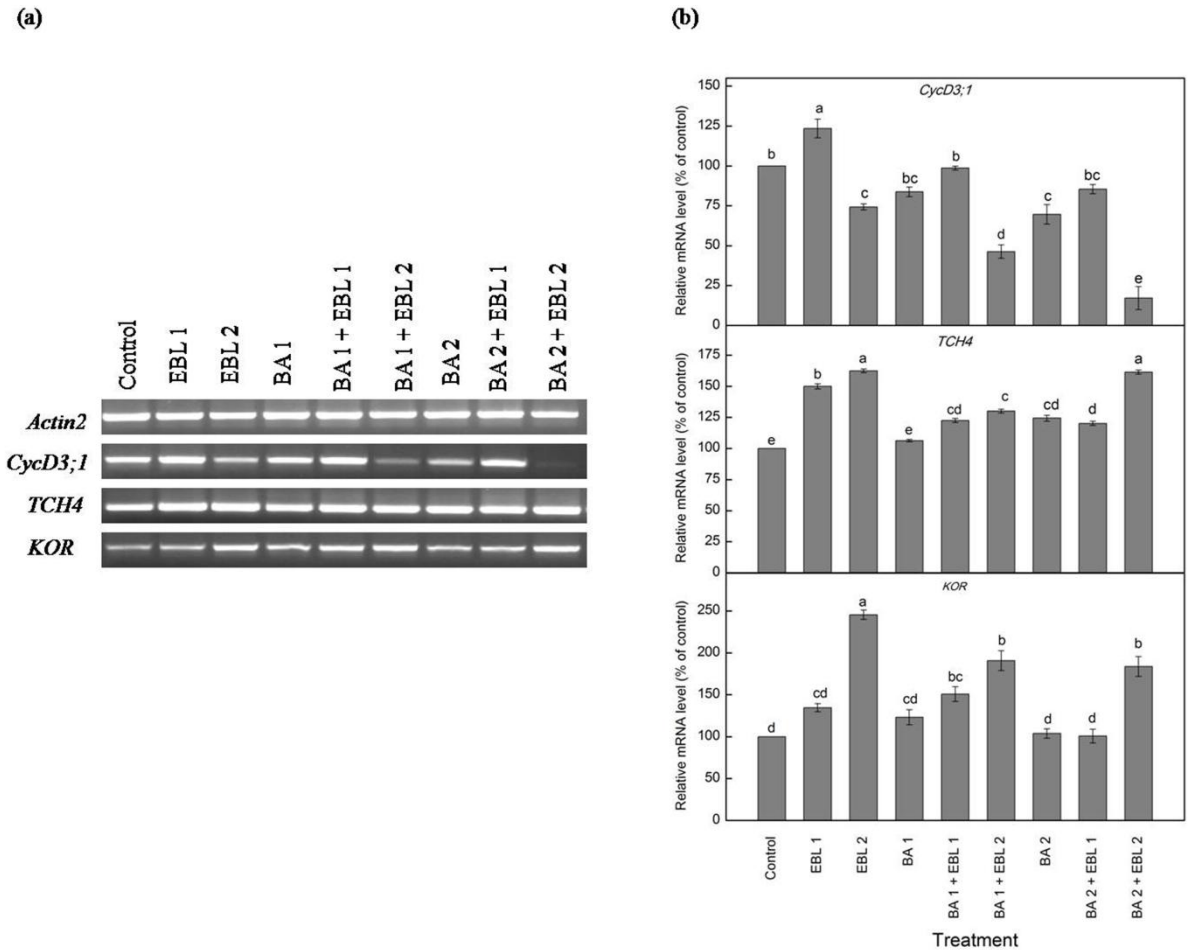 (a)
Control
EBL 1
EBL 2
BA 1
BA 1 + EBL 1
BA 1 + EBL 2
BA 2
BA 2 + EBL 1
BA 2 + EBL 2
Actin2
CycD3;1
TCH4
KOR
(b)
CycD3;1
Relative mRNA level (% of control)
150
125
100
75
50
25
0
b
a
c
bc
b
d
c
bc
e
TCH4
Relative mRNA level (% of control)
175
150
125
100
75
50
25
0
e
b
a
e
cd
c
cd
d
a
KOR
Relative mRNA level (% of control)
250
200
150
100
50
0
d
cd
a
cd
bc
b
d
d
b
Control
EBL 1
EBL 2
BA 1
BA 1 + EBL 1
BA 1 + EBL 2
BA 2
BA 2 + EBL 1
BA 2 + EBL 2
Treatment